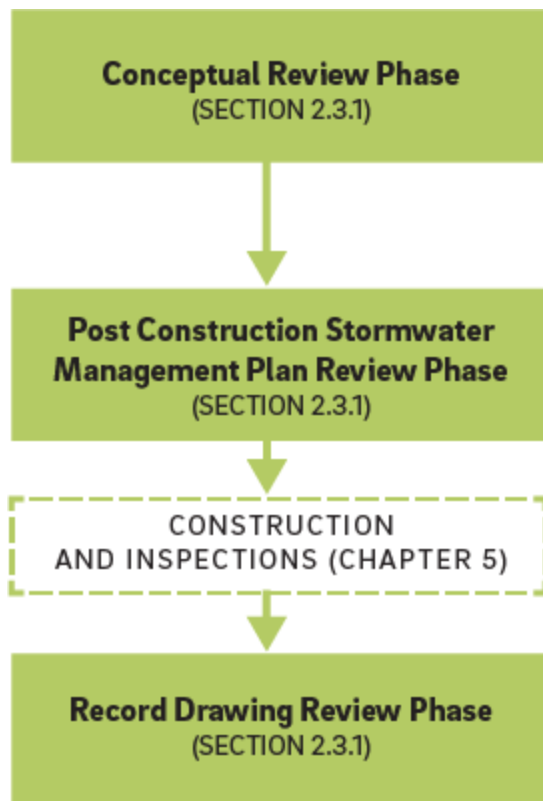 Conceptual Review Phase
(SECTION 2.3.1)
Post Construction Stormwater
Management Plan Review Phase
(SECTION 2.3.1)
CONSTRUCTION
AND INSPECTIONS (CHAPTER 5)
Record Drawing Review Phase
(SECTION 2.3.1)